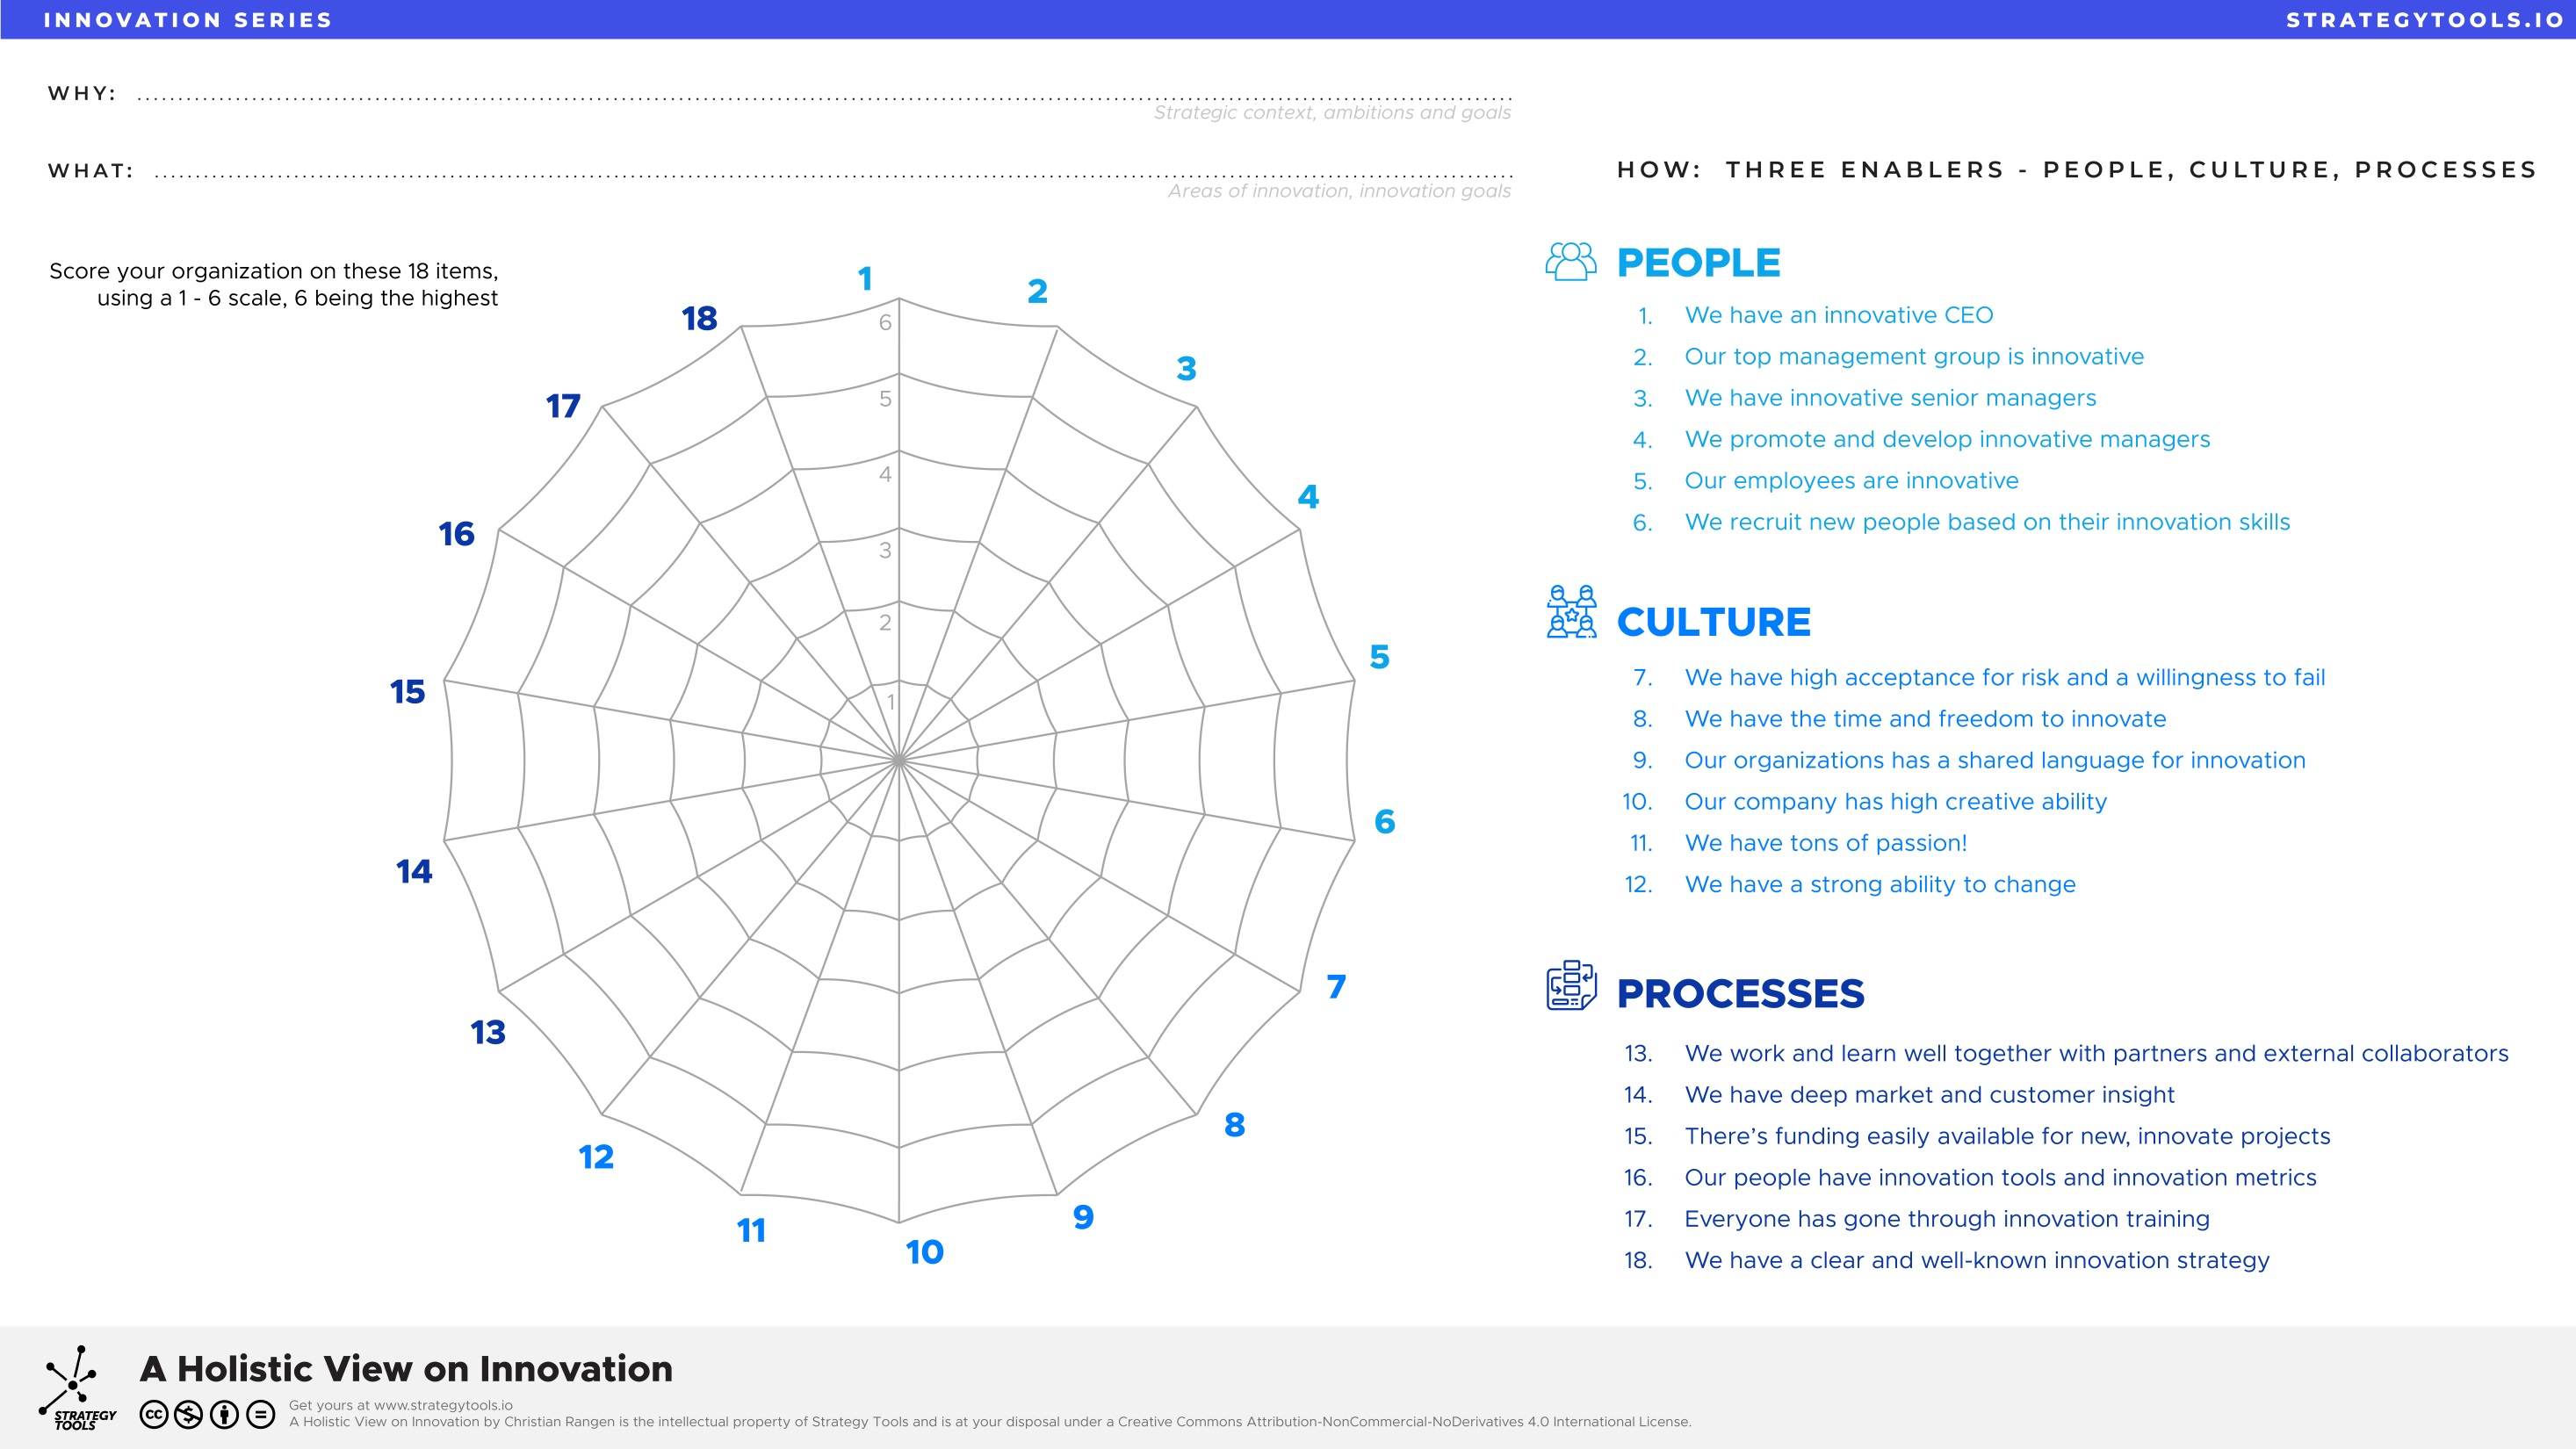 INNOVATION SERIES
STRATEGYTOOLS.IO
WHY:
Strategic context, ambitions and goals
WHAT:
Areas of innovation, innovation goals
HOW: THREE ENABLERS - PEOPLE, CULTURE, PROCESSES
Score your organization on these 18 items,
using a 1 - 6 scale, 6 being the highest
1
2
3
4
5
6
7
8
9
10
11
12
13
14
15
16
17
18
6
5
4
3
2
1
PEOPLE
1. We have an innovative CEO
2. Our top management group is innovative
3. We have innovative senior managers
4. We promote and develop innovative managers
5. Our employees are innovative
6. We recruit new people based on their innovation skills
CULTURE
7. We have high acceptance for risk and a willingness to fail
8. We have the time and freedom to innovate
9. Our organizations has a shared language for innovation
10. Our company has high creative ability
11. We have tons of passion!
12. We have a strong ability to change
PROCESSES
13. We work and learn well together with partners and external collaborators
14. We have deep market and customer insight
15. There’s funding easily available for new, innovate projects
16. Our people have innovation tools and innovation metrics
17. Everyone has gone through innovation training
18. We have a clear and well-known innovation strategy
STRATEGY
TOOLS
A Holistic View on Innovation
cc
Get yours at www.strategytools.io
A Holistic View on Innovation by Christian Rangen is the intellectual property of Strategy Tools and is at your disposal under a Creative Commons Attribution-NonCommercial-NoDerivatives 4.0 International License.